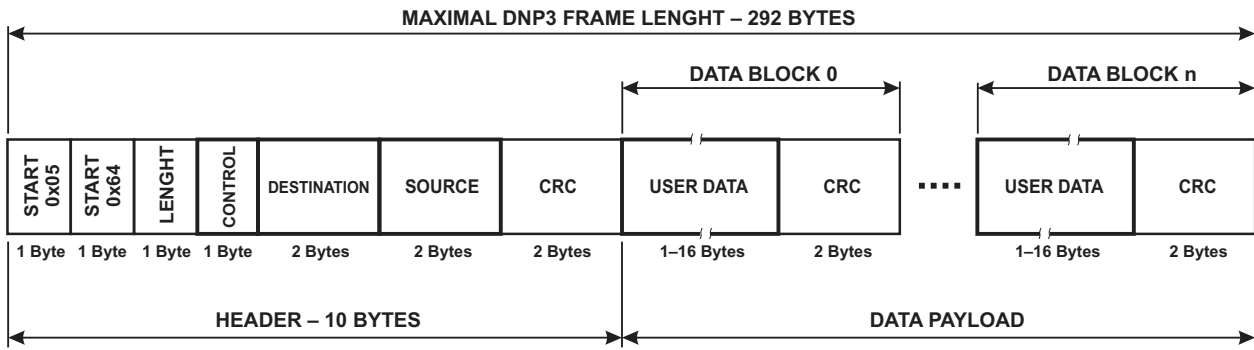 MAXIMAL DNP3 FRAME LENGHT – 292 BYTES
DATA BLOCK 0
DATA BLOCK n
START
0x05
START
0x64
LENGHT
CONTROL
DESTINATION
SOURCE
CRC
USER DATA
CRC
USER DATA
CRC
1 Byte
1 Byte
1 Byte
1 Byte
2 Bytes
2 Bytes
2 Bytes
1–16 Bytes
2 Bytes
1–16 Bytes
2 Bytes
HEADER – 10 BYTES
DATA PAYLOAD